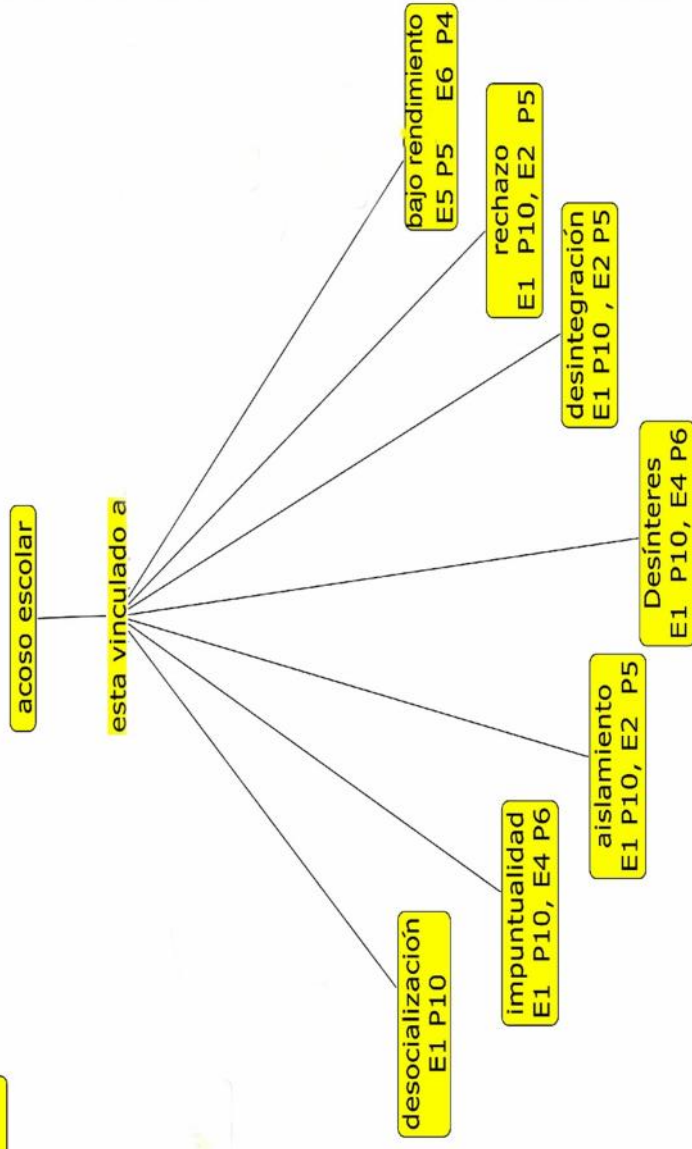 acoso escolar
esta vinculado a
desocialización
E1 P10
impuntualidad
E1 P10, E4 P6
aislamiento
E1 P10, E2 P5
Desínteres
E1 P10, E4 P6
desintegración
E1 P10 , E2 P5
rechazo
E1 P10, E2 P5
bajo rendimiento
E5 P5 E6 P4